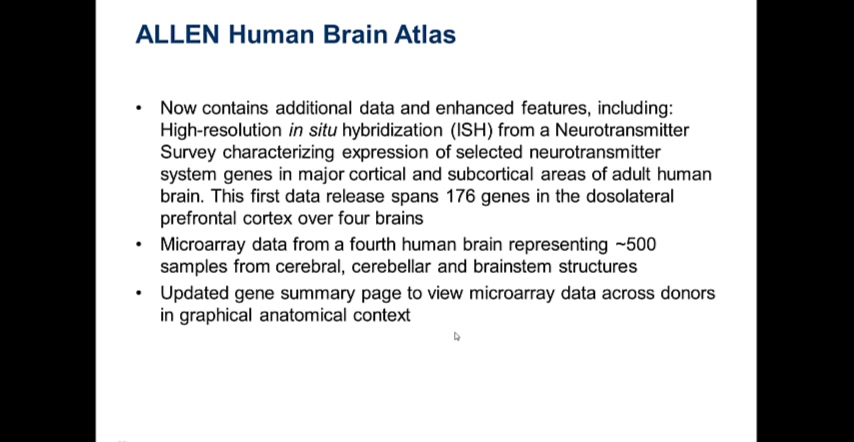 ALLEN Human Brain Atlas
• Now contains additional data and enhanced features, including:
High-resolution in situ hybridization (ISH) from a Neurotransmitter
Survey characterizing expression of selected neurotransmitter
system genes in major cortical and subcortical areas of adult human
brain. This first data release spans 176 genes in the dosolateral
prefrontal cortex over four brains
• Microarray data from a fourth human brain representing ~500
samples from cerebral, cerebellar and brainstem structures
• Updated gene summary page to view microarray data across donors
in graphical anatomical context